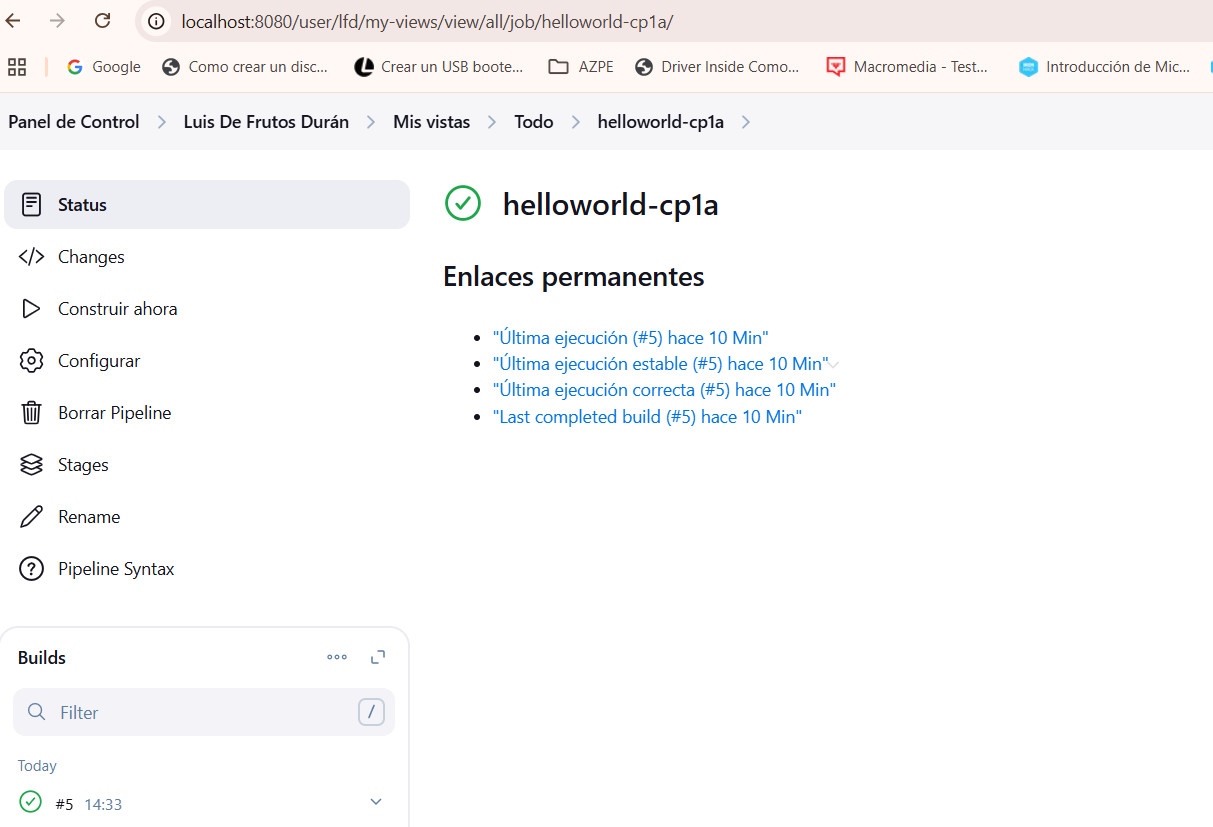 localhost:8080/user/lfd/my-views/view/all/job/helloworld-cp1a/
Google Como crear un disc... Crear un USB boote... AZPE Driver Inside Como... Macromedia - Test... Introducción de Mic...
Panel de Control Luis De Frutos Durán Mis vistas Todo helloworld-cp1a
Status
Changes
Construir ahora
Configurar
Borrar Pipeline
Stages
Rename
Pipeline Syntax
helloworld-cp1a
Enlaces permanentes
"Última ejecución (#5) hace 10 Min"
"Última ejecución estable (#5) hace 10 Min"
"Última ejecución correcta (#5) hace 10 Min"
"Last completed build (#5) hace 10 Min"
Builds
Filter /
Today
#5 14:33